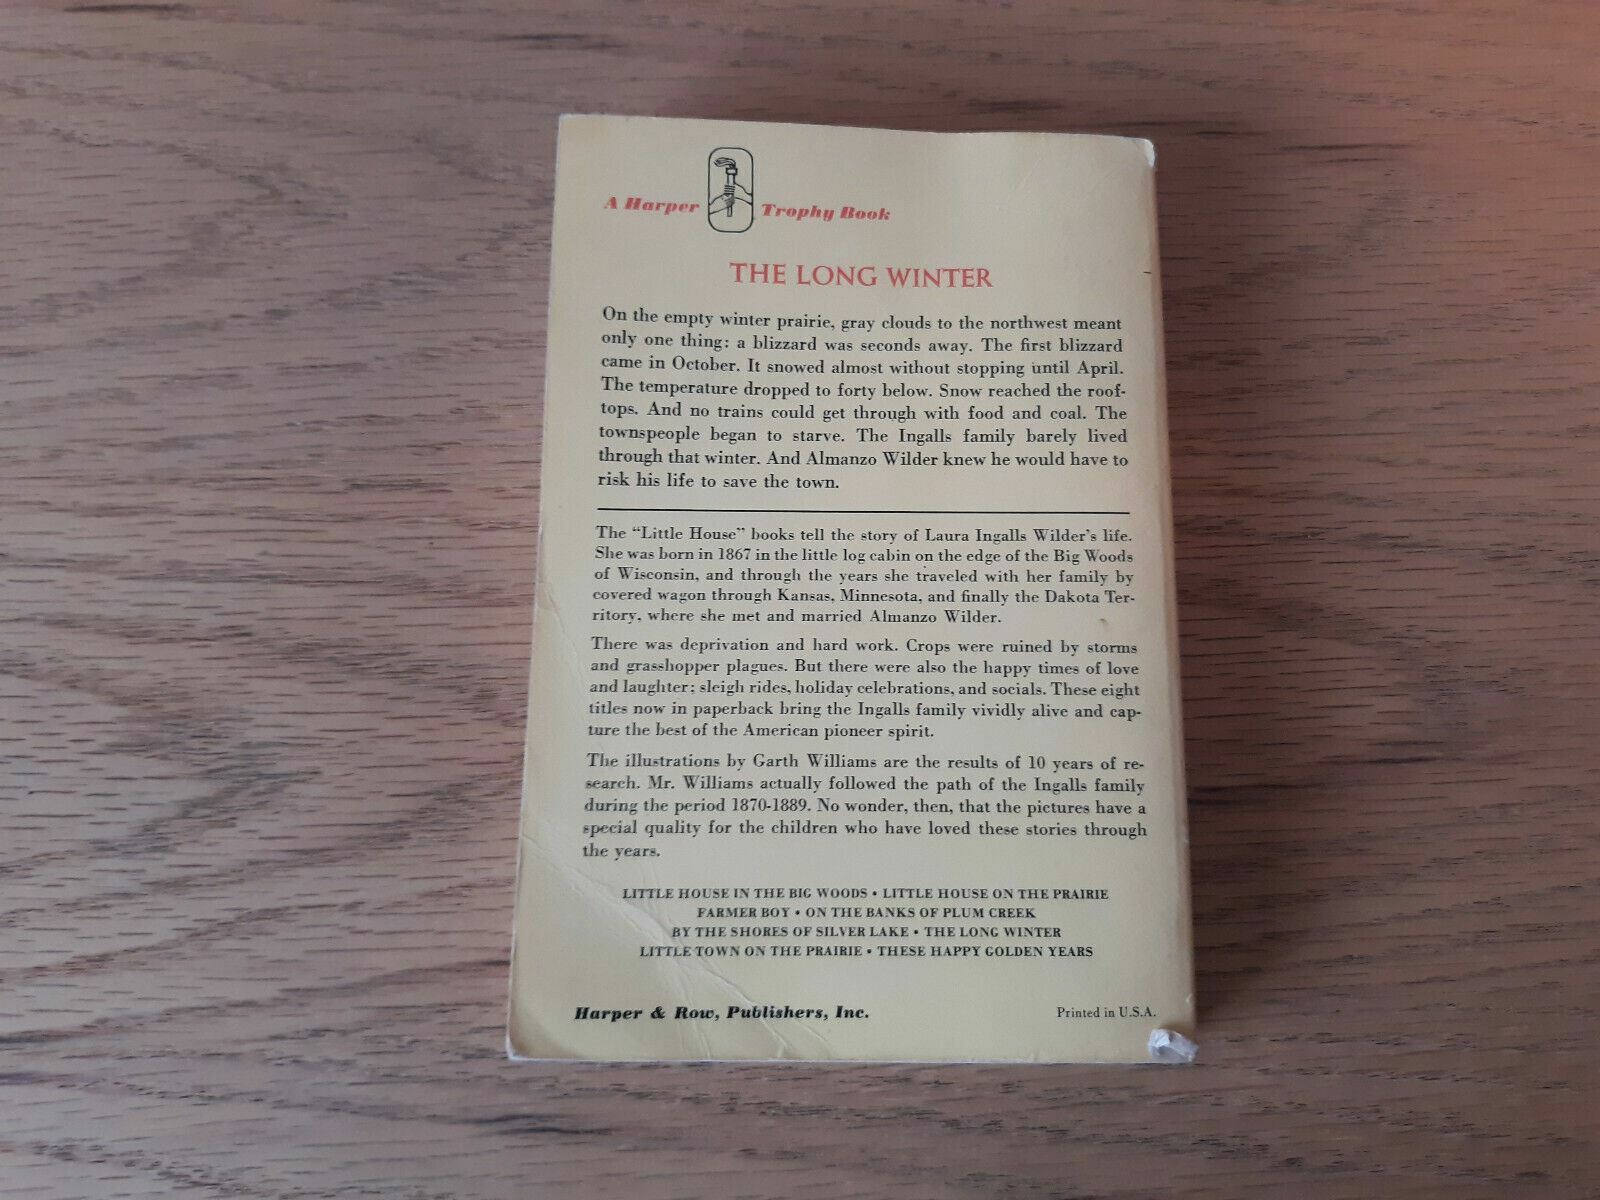 A Harper Trophy Book
THE LONG WINTER
On the empty winter prairie, gray clouds to the northwest meant
only one thing: a blizzard was seconds away. The first blizzard
came in October. It snowed almost without stopping until April.
The temperature dropped to forty below. Snow reached the roof-
tops. And no trains could get through with food and coal. The
townspeople began to starve. The Ingalls family barely lived
through that winter. And Almanzo Wilder knew he would have to
risk his life to save the town.
The "Little House" books tell the story of Laura Ingalls Wilder's life.
She was born in 1867 in the little log cabin on the edge of the Big Woods
of Wisconsin, and through the years she traveled with her family by
covered wagon through Kansas, Minnesota, and finally the Dakota Ter-
ritory, where she met and married Almanzo Wilder.
There was deprivation and hard work. Crops were ruined by storms
and grasshopper plagues. But there were also the happy times of love
and laughter; sleigh rides, holiday celebrations, and socials. These eight
titles now in paperback bring the Ingalls family vividly alive and cap-
ture the best of the American pioneer spirit.
The illustrations by Garth Williams are the results of 10 years of re-
search. Mr. Williams actually followed the path of the Ingalls family
during the period 1870-1889. No wonder, then, that the pictures have a
special quality for the children who have loved these stories through
the years.
LITTLE HOUSE IN THE BIG WOODS • LITTLE HOUSE ON THE PRAIRIE
FARMER BOY • ON THE BANKS OF PLUM CREEK
BY THE SHORES OF SILVER LAKE • THE LONG WINTER
LITTLE TOWN ON THE PRAIRIE • THESE HAPPY GOLDEN YEARS
Harper & Row, Publishers, Inc.
Printed in U.S.A.